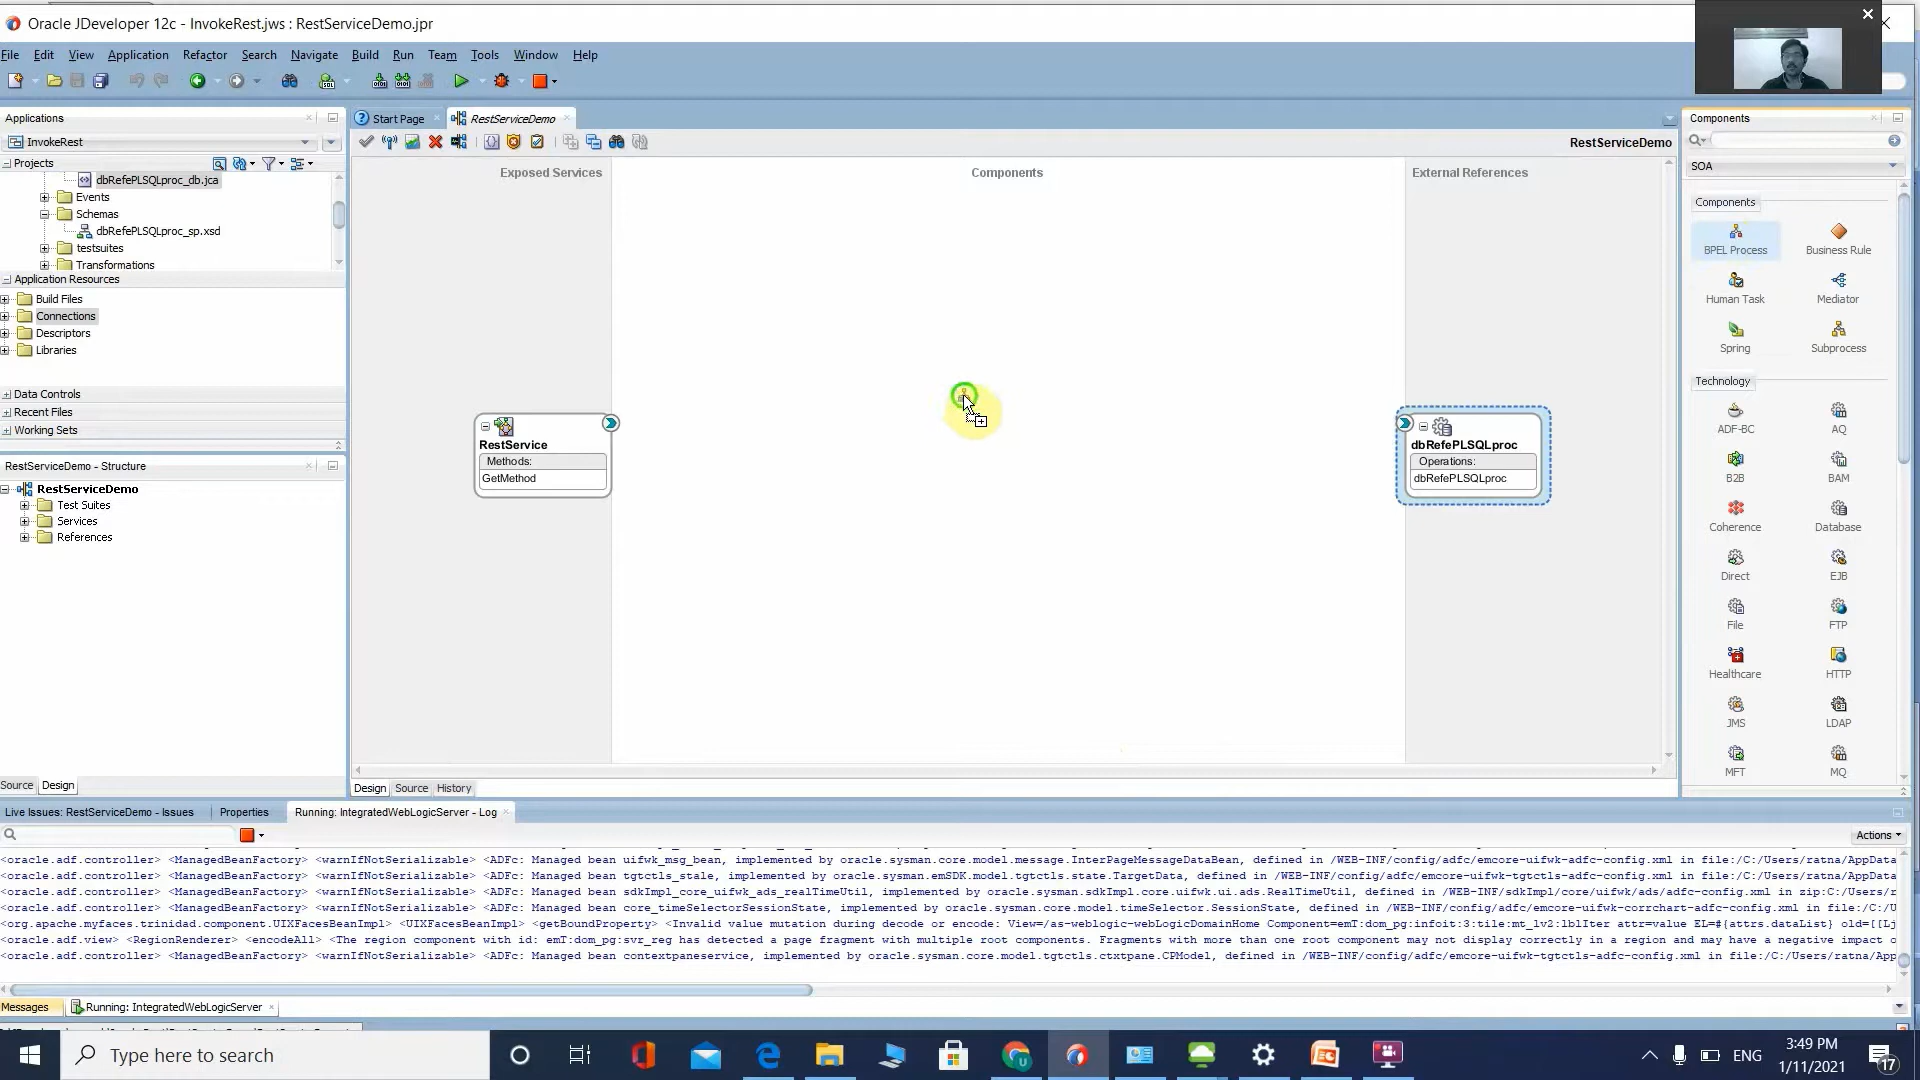 Oracle JDeveloper 12c - InvokeRest.jws : RestServiceDemo.jpr
File Edit View Application Refactor Search Navigate Build Run Team Tools Window Help
Applications
InvokeRest
Projects
dbRefePLSQLproc_db.jca
Events
Schemas
dbRefePLSQLproc_sp.xsd
testsuites
Transformations
Application Resources
Build Files
Connections
Descriptors
Libraries
Data Controls
Recent Files
Working Sets
RestServiceDemo - Structure
RestServiceDemo
Test Suites
Services
References
Source Design
Start Page RestServiceDemo
RestServiceDemo
Exposed Services Components External References
RestService
Methods:
GetMethod
dbRefePLSQLproc
Operations:
dbRefePLSQLproc
Design Source History
Components
SOA
Components
BPEL Process Business Rule
Human Task Mediator
Spring Subprocess
Technology
ADF-BC AQ
B2B BAM
Coherence Database
Direct EJB
File FTP
Healthcare HTTP
JMS LDAP
MFT MQ
Live Issues: RestServiceDemo - Issues Properties Running: IntegratedWebLogicServer - Log
Actions
<oracle.adf.controller> <ManagedBeanFactory> <warnIfNotSerializable> <ADFc: Managed bean uifwk_msg_bean, implemented by oracle.sysman.core.model.message.InterPageMessageDataBean, defined in /WEB-INF/config/adfc/emcore-uifwk-adfc-config.xml in file:/C:/Users/ratna/AppData
<oracle.adf.controller> <ManagedBeanFactory> <warnIfNotSerializable> <ADFc: Managed bean tgtctls_stale, implemented by oracle.sysman.emSDK.model.tgtctls.state.TargetData, defined in /WEB-INF/config/adfc/emcore-uifwk-tgtctls-adfc-config.xml in file:/C:/Users/ratna/AppDa
<oracle.adf.controller> <ManagedBeanFactory> <warnIfNotSerializable> <ADFc: Managed bean sdkImpl_core_uifwk_ads_realTimeUtil, implemented by oracle.sysman.sdkImpl.core.uifwk.ui.ads.RealTimeUtil, defined in /WEB-INF/sdkImpl/core/uifwk/ads/adfc-config.xml in zip:C:/Users/r
<oracle.adf.controller> <ManagedBeanFactory> <warnIfNotSerializable> <ADFc: Managed bean core_timeSelectorSessionState, implemented by oracle.sysman.core.model.timeSelector.SessionState, defined in /WEB-INF/config/adfc/emcore-uifwk-corrchart-adfc-config.xml in file:/C:/U
<org.apache.myfaces.trinidad.component.UIXFacesBeanImpl> <UIXFacesBeanImpl> <getBoundProperty> <Invalid value mutation during decode or encode: View=/as-weblogic-weblogicDomainHome Component=emT:dom_pg:infoit:3:tile:mt_lv2:lblIter attr=value EL=#{attrs.dataList} old=[[Lj
<oracle.adf.view> <RegionRenderer> <encodeAll> <The region component with id: emT:dom_pg:svr_reg has detected a page fragment with multiple root components. Fragments with more than one root component may not display correctly in a region and may have a negative impact o
<oracle.adf.controller> <ManagedBeanFactory> <warnIfNotSerializable> <ADFc: Managed bean contextpaneservice, implemented by oracle.sysman.core.model.tgtctls.ctxtpane.CPModel, defined in /WEB-INF/config/adfc/emcore-uifwk-tgtctls-adfc-config.xml in file:/C:/Users/ratna/App
Messages Running: IntegratedWebLogicServer
Type here to search
ENG
3:49 PM
1/11/2021
17